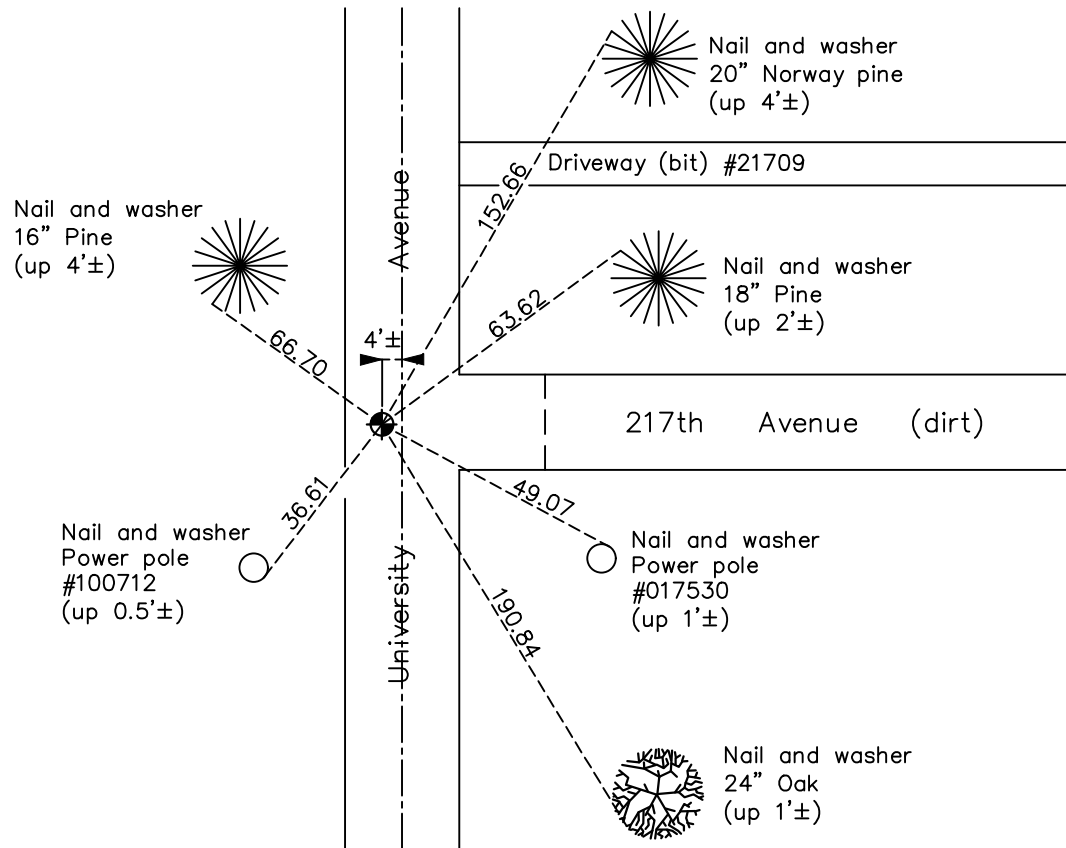 Nail and washer
20” Norway pine
(up 4'±)
Driveway (bit) #21709
152.66
Avenue
Nail and washer
16” Pine
(up 4'±)
Nail and washer
18” Pine
(up 2'±)
66.70
4'±
63.62
217th Avenue (dirt)
36.61
49.07
Nail and washer
Power pole
#100712
(up 0.5'±)
Nail and washer
Power pole
#017530
(up 1'±)
University
190.84
Nail and washer
24” Oak
(up 1'±)